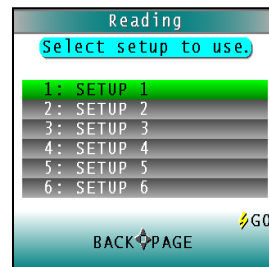 Reading
Select setup to use.
1: SETUP 1
2: SETUP 2
3: SETUP 3
4: SETUP 4
5: SETUP 5
6: SETUP 6
GO
BACK PAGE